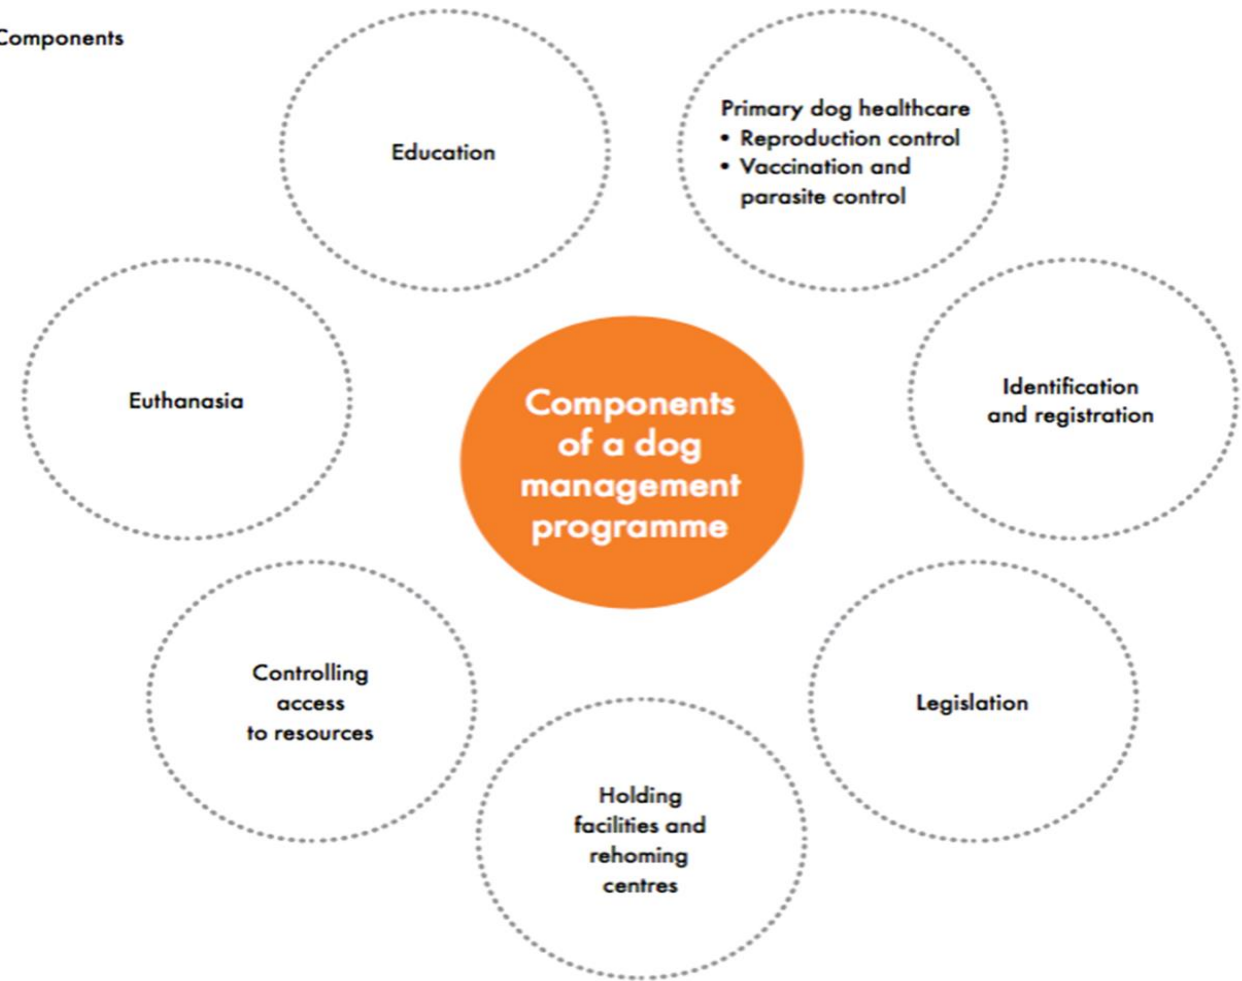 Components
Education
Primary dog healthcare
• Reproduction control
• Vaccination and
parasite control
Euthanasia
Identification
and registration
Components
of a dog
management
programme
Controlling
access
to resources
Legislation
Holding
facilities and
rehoming
centres